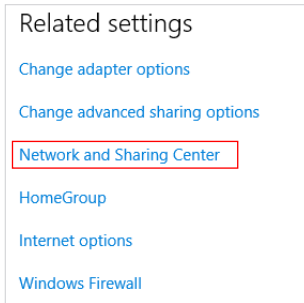 Related settings
Change adapter options
Change advanced sharing options
Network and Sharing Center
HomeGroup
Internet options
Windows Firewall